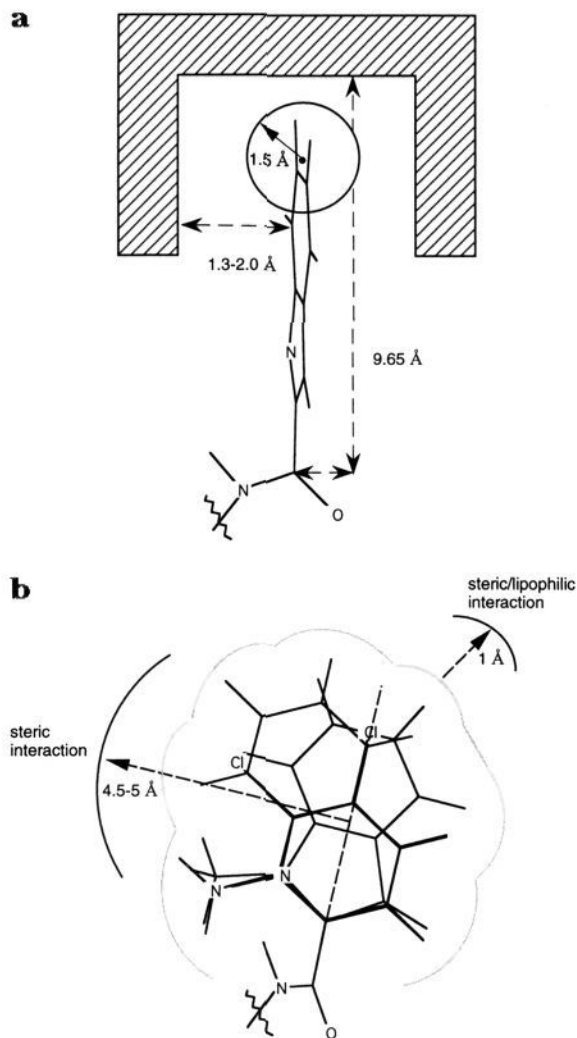 a
1.5 Å
1.3-2.0 Å
N
9.65 Å
N
O
b
steric/lipophilic
interaction
1 Å
steric
interaction
Cl
Cl
4.5-5 Å
N
N
N
O